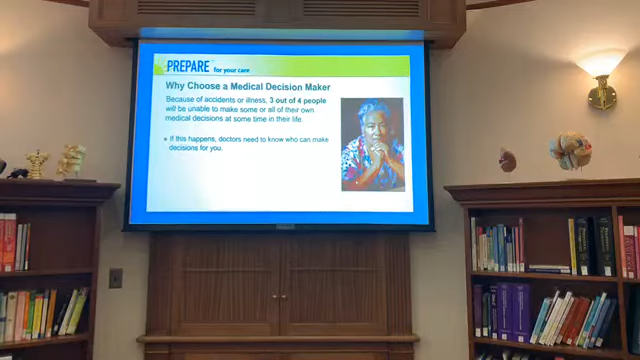 PREPARE for your care
Why Choose a Medical Decision Maker
Because of accidents or illness, 3 out of 4 people
will be unable to make some or all of their own
medical decisions at some time in their life.
If this happens, doctors need to know who can make
decisions for you.